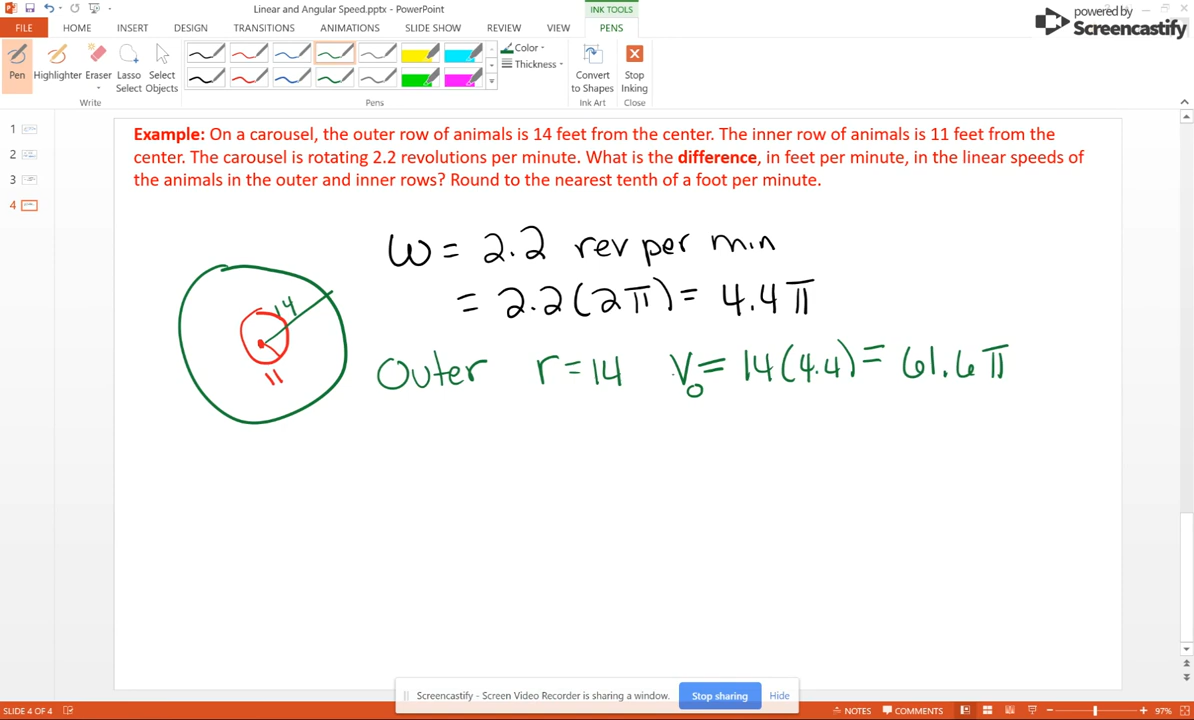 Linear and Angular Speed.pptx - PowerPoint
INK TOOLS
powered by
Screencastify
FILE HOME INSERT DESIGN TRANSITIONS ANIMATIONS SLIDE SHOW REVIEW VIEW PENS
Pen Highlighter Eraser Lasso Select Select Objects
Color Thickness
Convert to Shapes
Stop Inking
Write Pens Ink Art Close
1
2
3
4
Example: On a carousel, the outer row of animals is 14 feet from the center. The inner row of animals is 11 feet from the
center. The carousel is rotating 2.2 revolutions per minute. What is the difference, in feet per minute, in the linear speeds of
the animals in the outer and inner rows? Round to the nearest tenth of a foot per minute.
ω = 2.2 rev per min
= 2.2(2π) = 4.4π
14
11
Outer r = 14 V₀ = 14(4.4) = 61.6π
Screencastify - Screen Video Recorder is sharing a window. Stop sharing Hide
SLIDE 4 OF 4 NOTES COMMENTS 97%